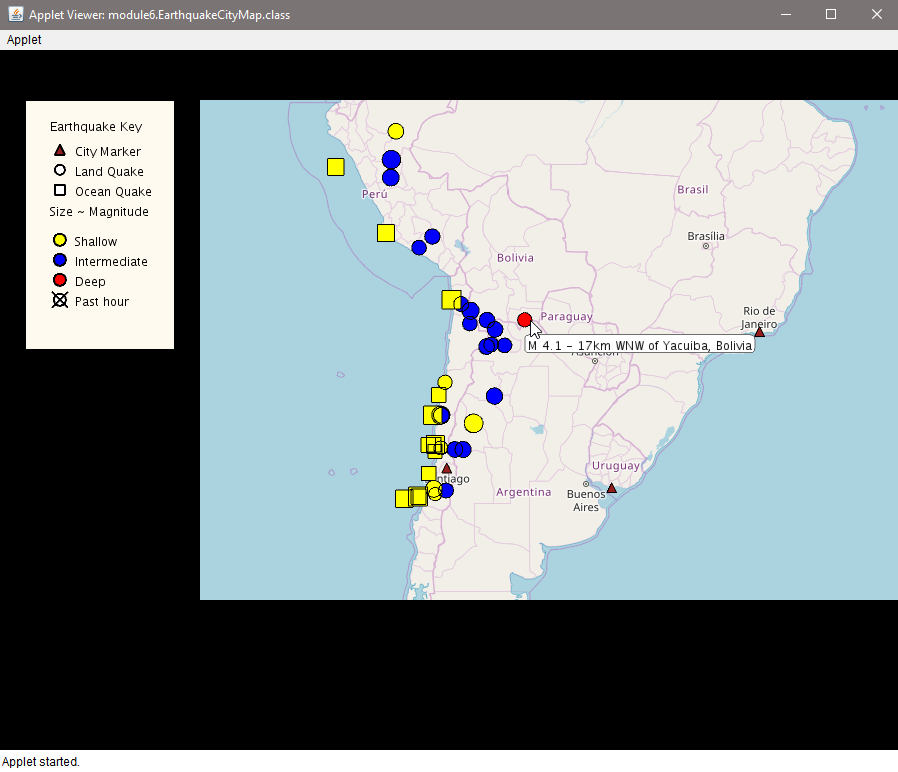 Applet Viewer: module6.EarthquakeCityMap.class
Applet
Earthquake Key
City Marker
Land Quake
Ocean Quake
Size ~ Magnitude
Shallow
Intermediate
Deep
Past hour
Perú
Brasil
Brasília
Bolivia
Rio de
Janeiro
Paraguay
M 4.1 - 17km WNW of Yacuiba, Bolivia
Uruguay
ntiago
Argentina
Buenos
Aires
Applet started.